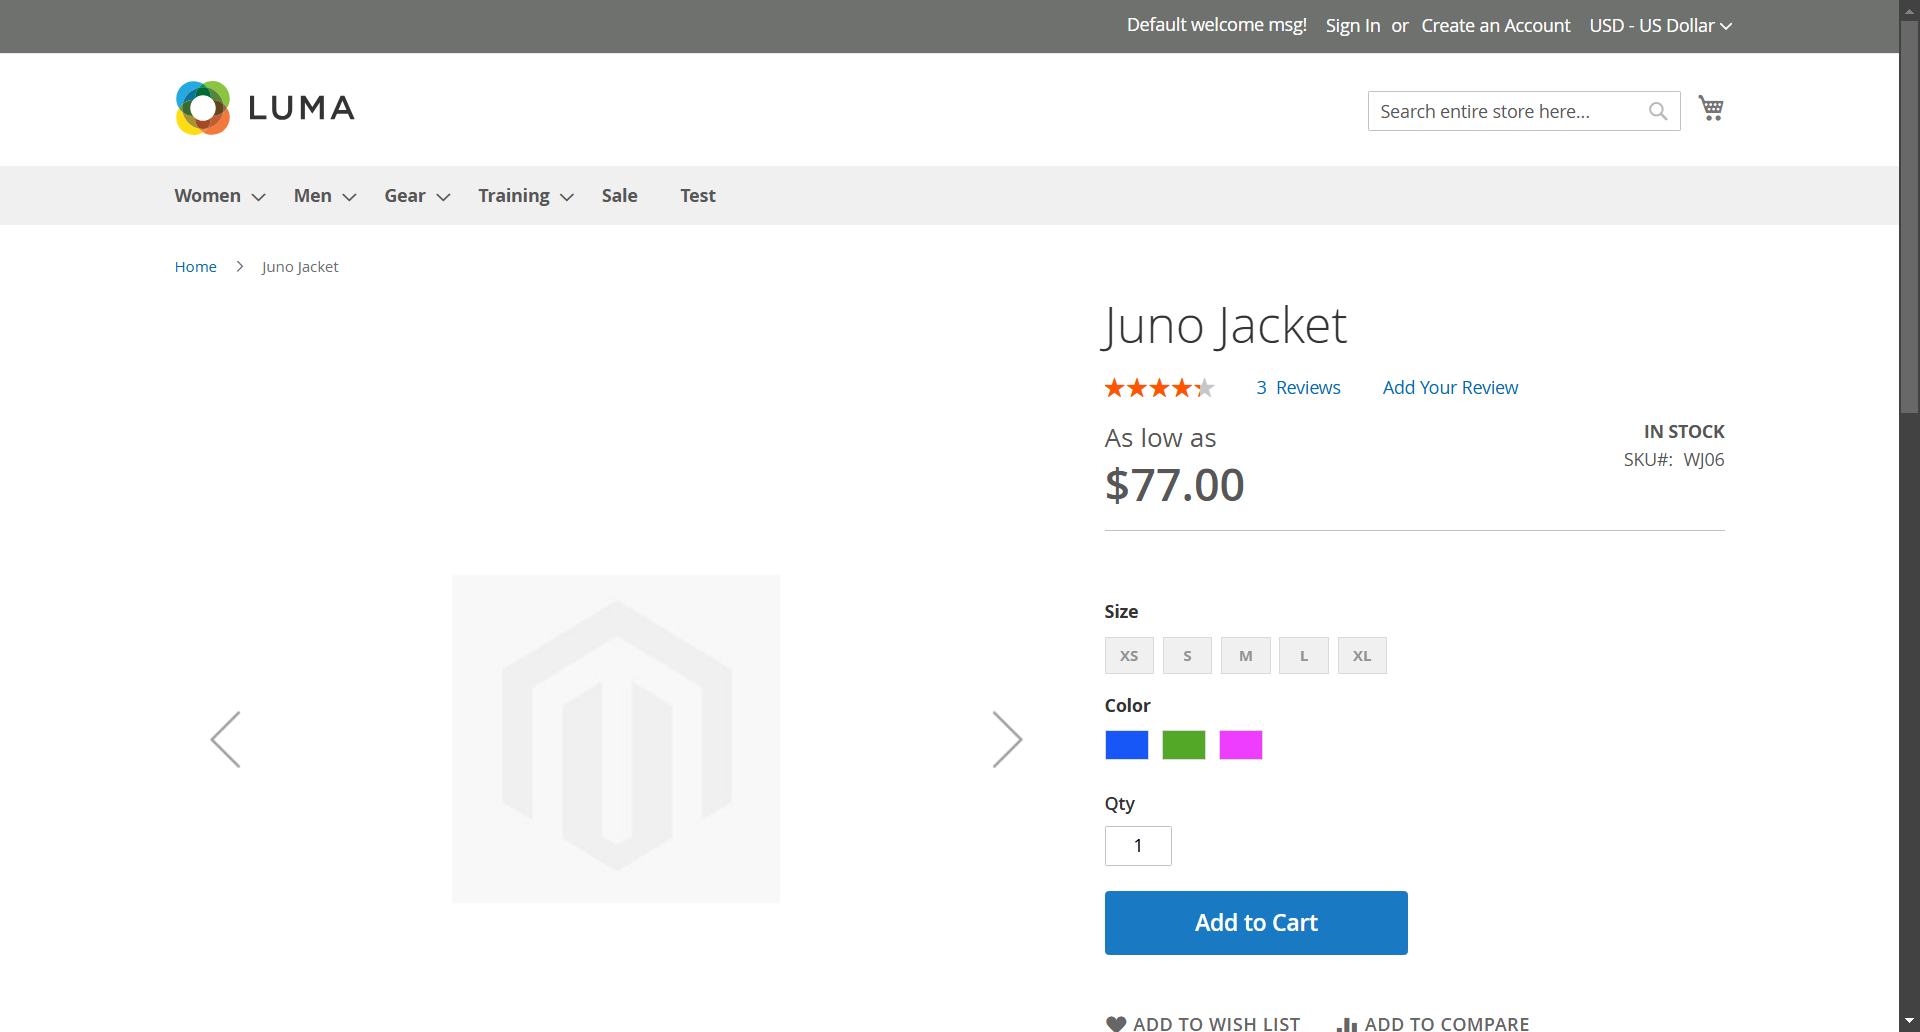 Default welcome msg! Sign In or Create an Account USD - US Dollar
LUMA
Search entire store here...
Women Men Gear Training Sale Test
Home Juno Jacket
Juno Jacket
3 Reviews Add Your Review
As low as
$77.00
IN STOCK
SKU#: WJ06
Size
XS S M L XL
Color
Qty
1
Add to Cart
ADD TO WISH LIST ADD TO COMPARE